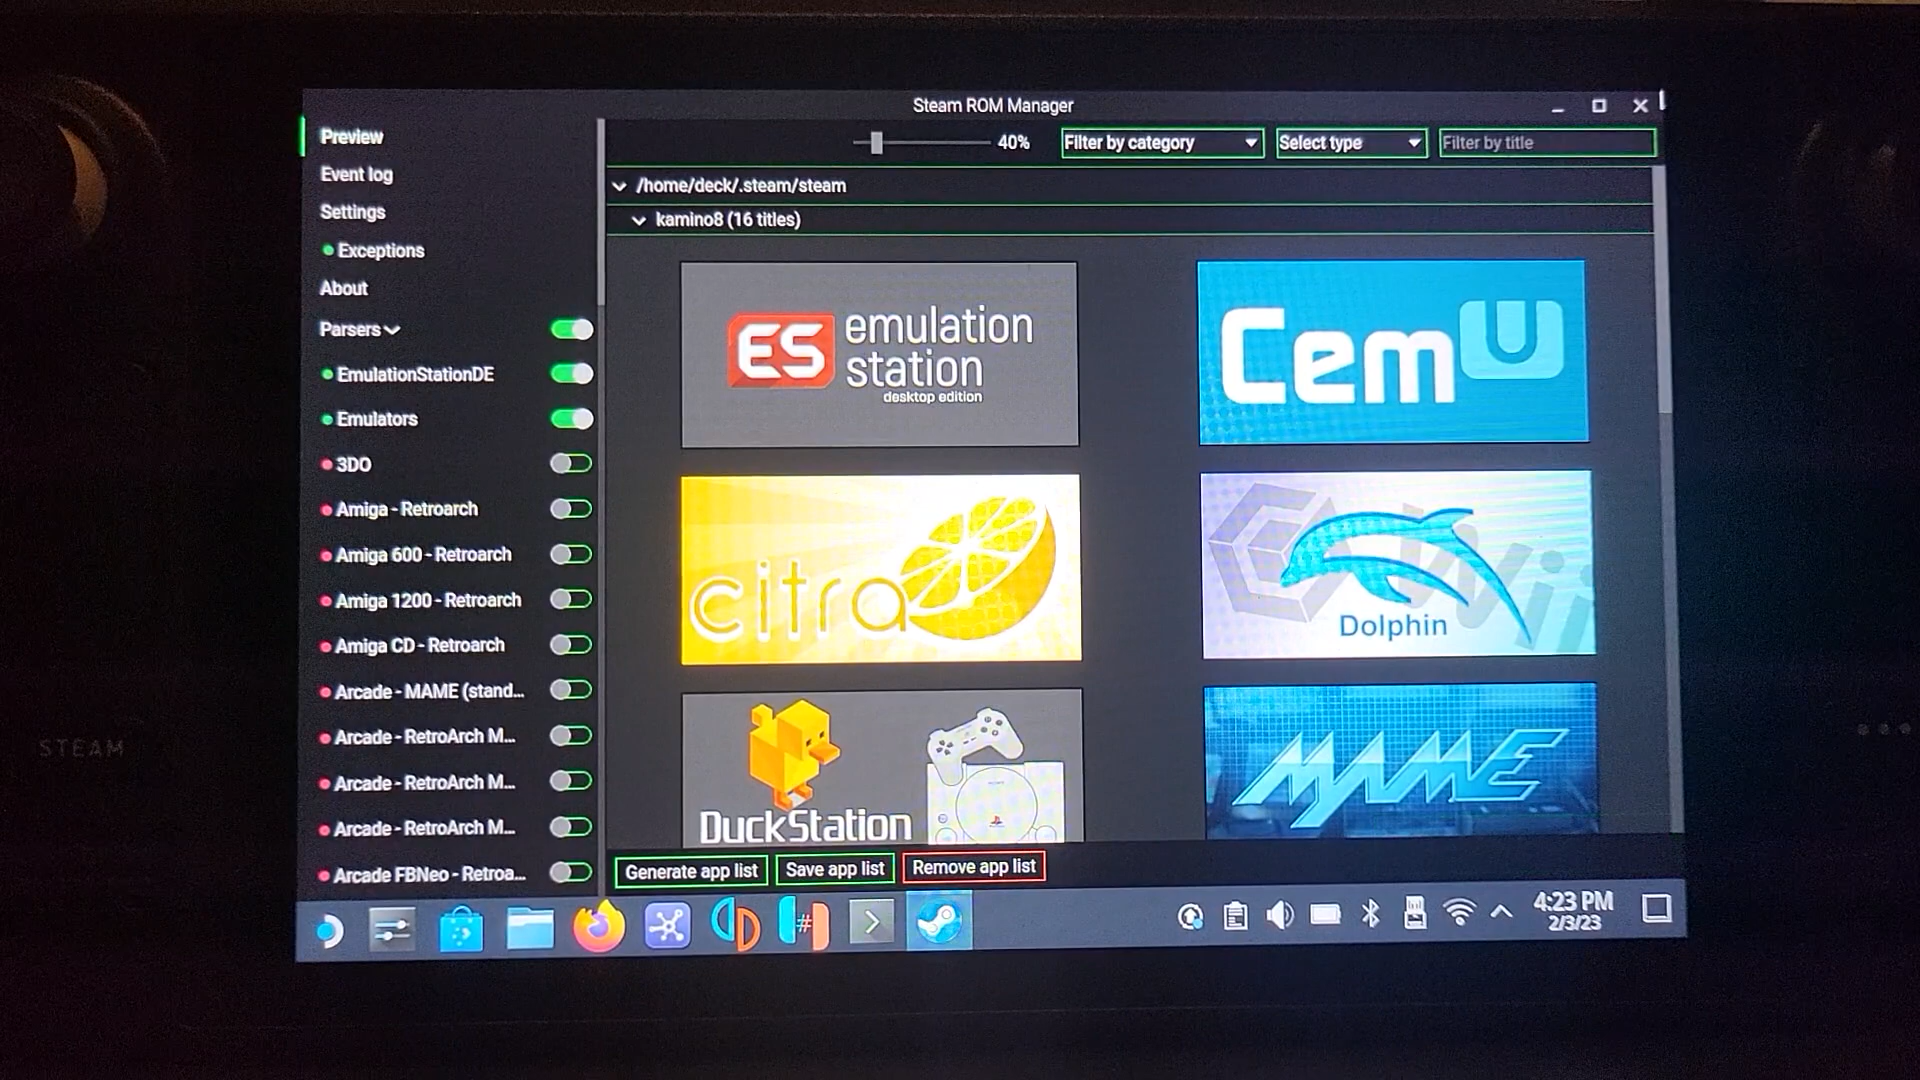 Steam ROM Manager
Preview
Event log
Settings
Exceptions
About
Parsers
EmulationStationDE
Emulators
3DO
Amiga - Retroarch
Amiga 600 - Retroarch
Amiga 1200 - Retroarch
Amiga CD - Retroarch
Arcade - MAME (stand...
Arcade - RetroArch M...
Arcade - RetroArch M...
Arcade - RetroArch M...
Arcade FBNeo - Retroa...
40%
Filter by category
Select type
Filter by title
/home/deck/.steam/steam
kamino8 (16 titles)
ES emulation
station
desktop edition
Cemu
citra
Wii
Dolphin
DuckStation
MAME
Generate app list
Save app list
Remove app list
4:23 PM
2/3/23
STEAM